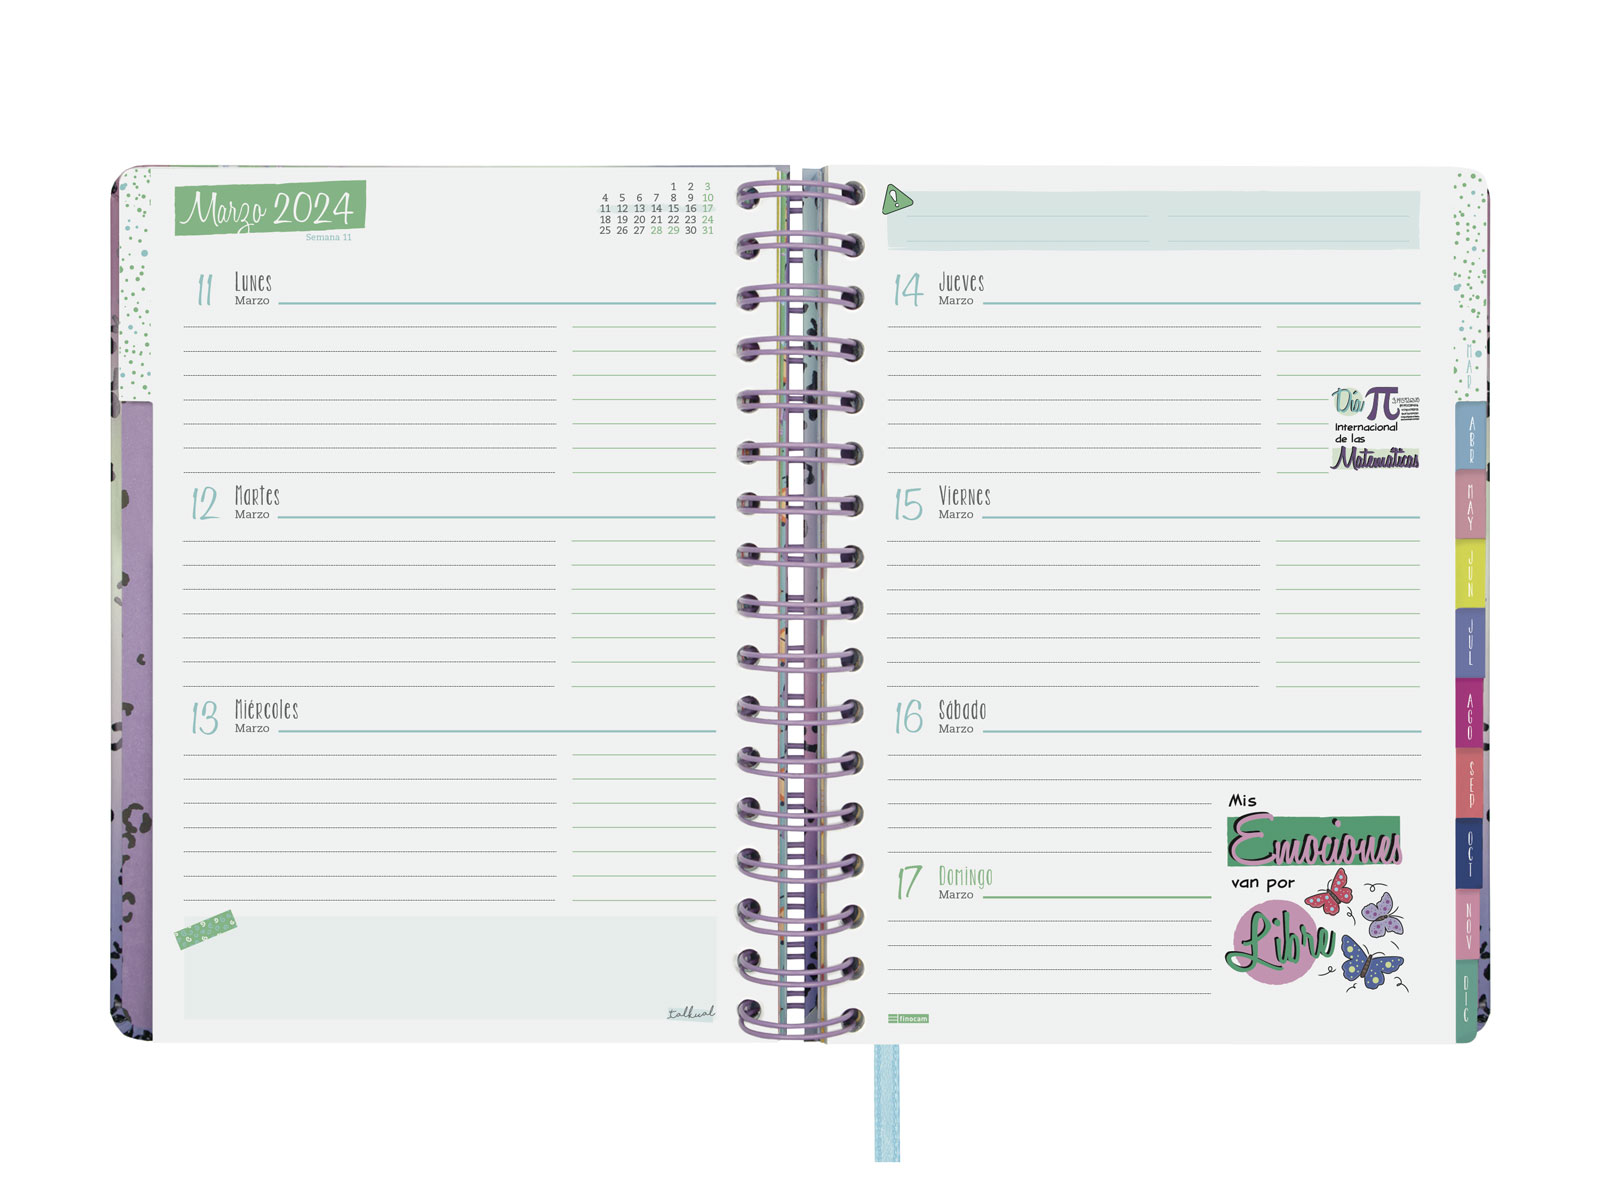 Marzo 2024
Semana 11
1 2 3
4 5 6 7 8 9 10
11 12 13 14 15 16 17
18 19 20 21 22 23 24
25 26 27 28 29 30 31
11 Lunes
Marzo
12 Martes
Marzo
13 Miércoles
Marzo
talkual
14 Jueves
Marzo
Día π
Internacional
de las
Matemáticas
15 Viernes
Marzo
16 Sábado
Marzo
Mis
Emociones
van por
Libre
17 Domingo
Marzo
finocam
MAR
ABR
MAY
JUN
JUL
AGO
SEP
OCT
NOV
DIC